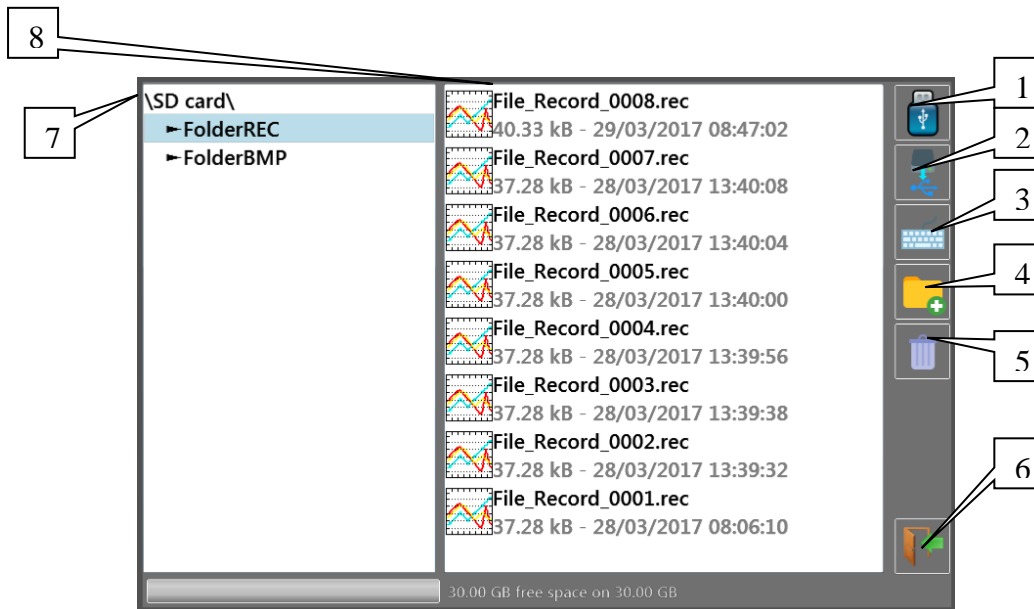 8
7
\SD card\
FolderREC
FolderBMP
File_Record_0008.rec
40.33 kB - 29/03/2017 08:47:02
File_Record_0007.rec
37.28 kB - 28/03/2017 13:40:08
File_Record_0006.rec
37.28 kB - 28/03/2017 13:40:04
File_Record_0005.rec
37.28 kB - 28/03/2017 13:40:00
File_Record_0004.rec
37.28 kB - 28/03/2017 13:39:56
File_Record_0003.rec
37.28 kB - 28/03/2017 13:39:38
File_Record_0002.rec
37.28 kB - 28/03/2017 13:39:32
File_Record_0001.rec
37.28 kB - 28/03/2017 08:06:10
1
2
3
4
5
6
30.00 GB free space on 30.00 GB